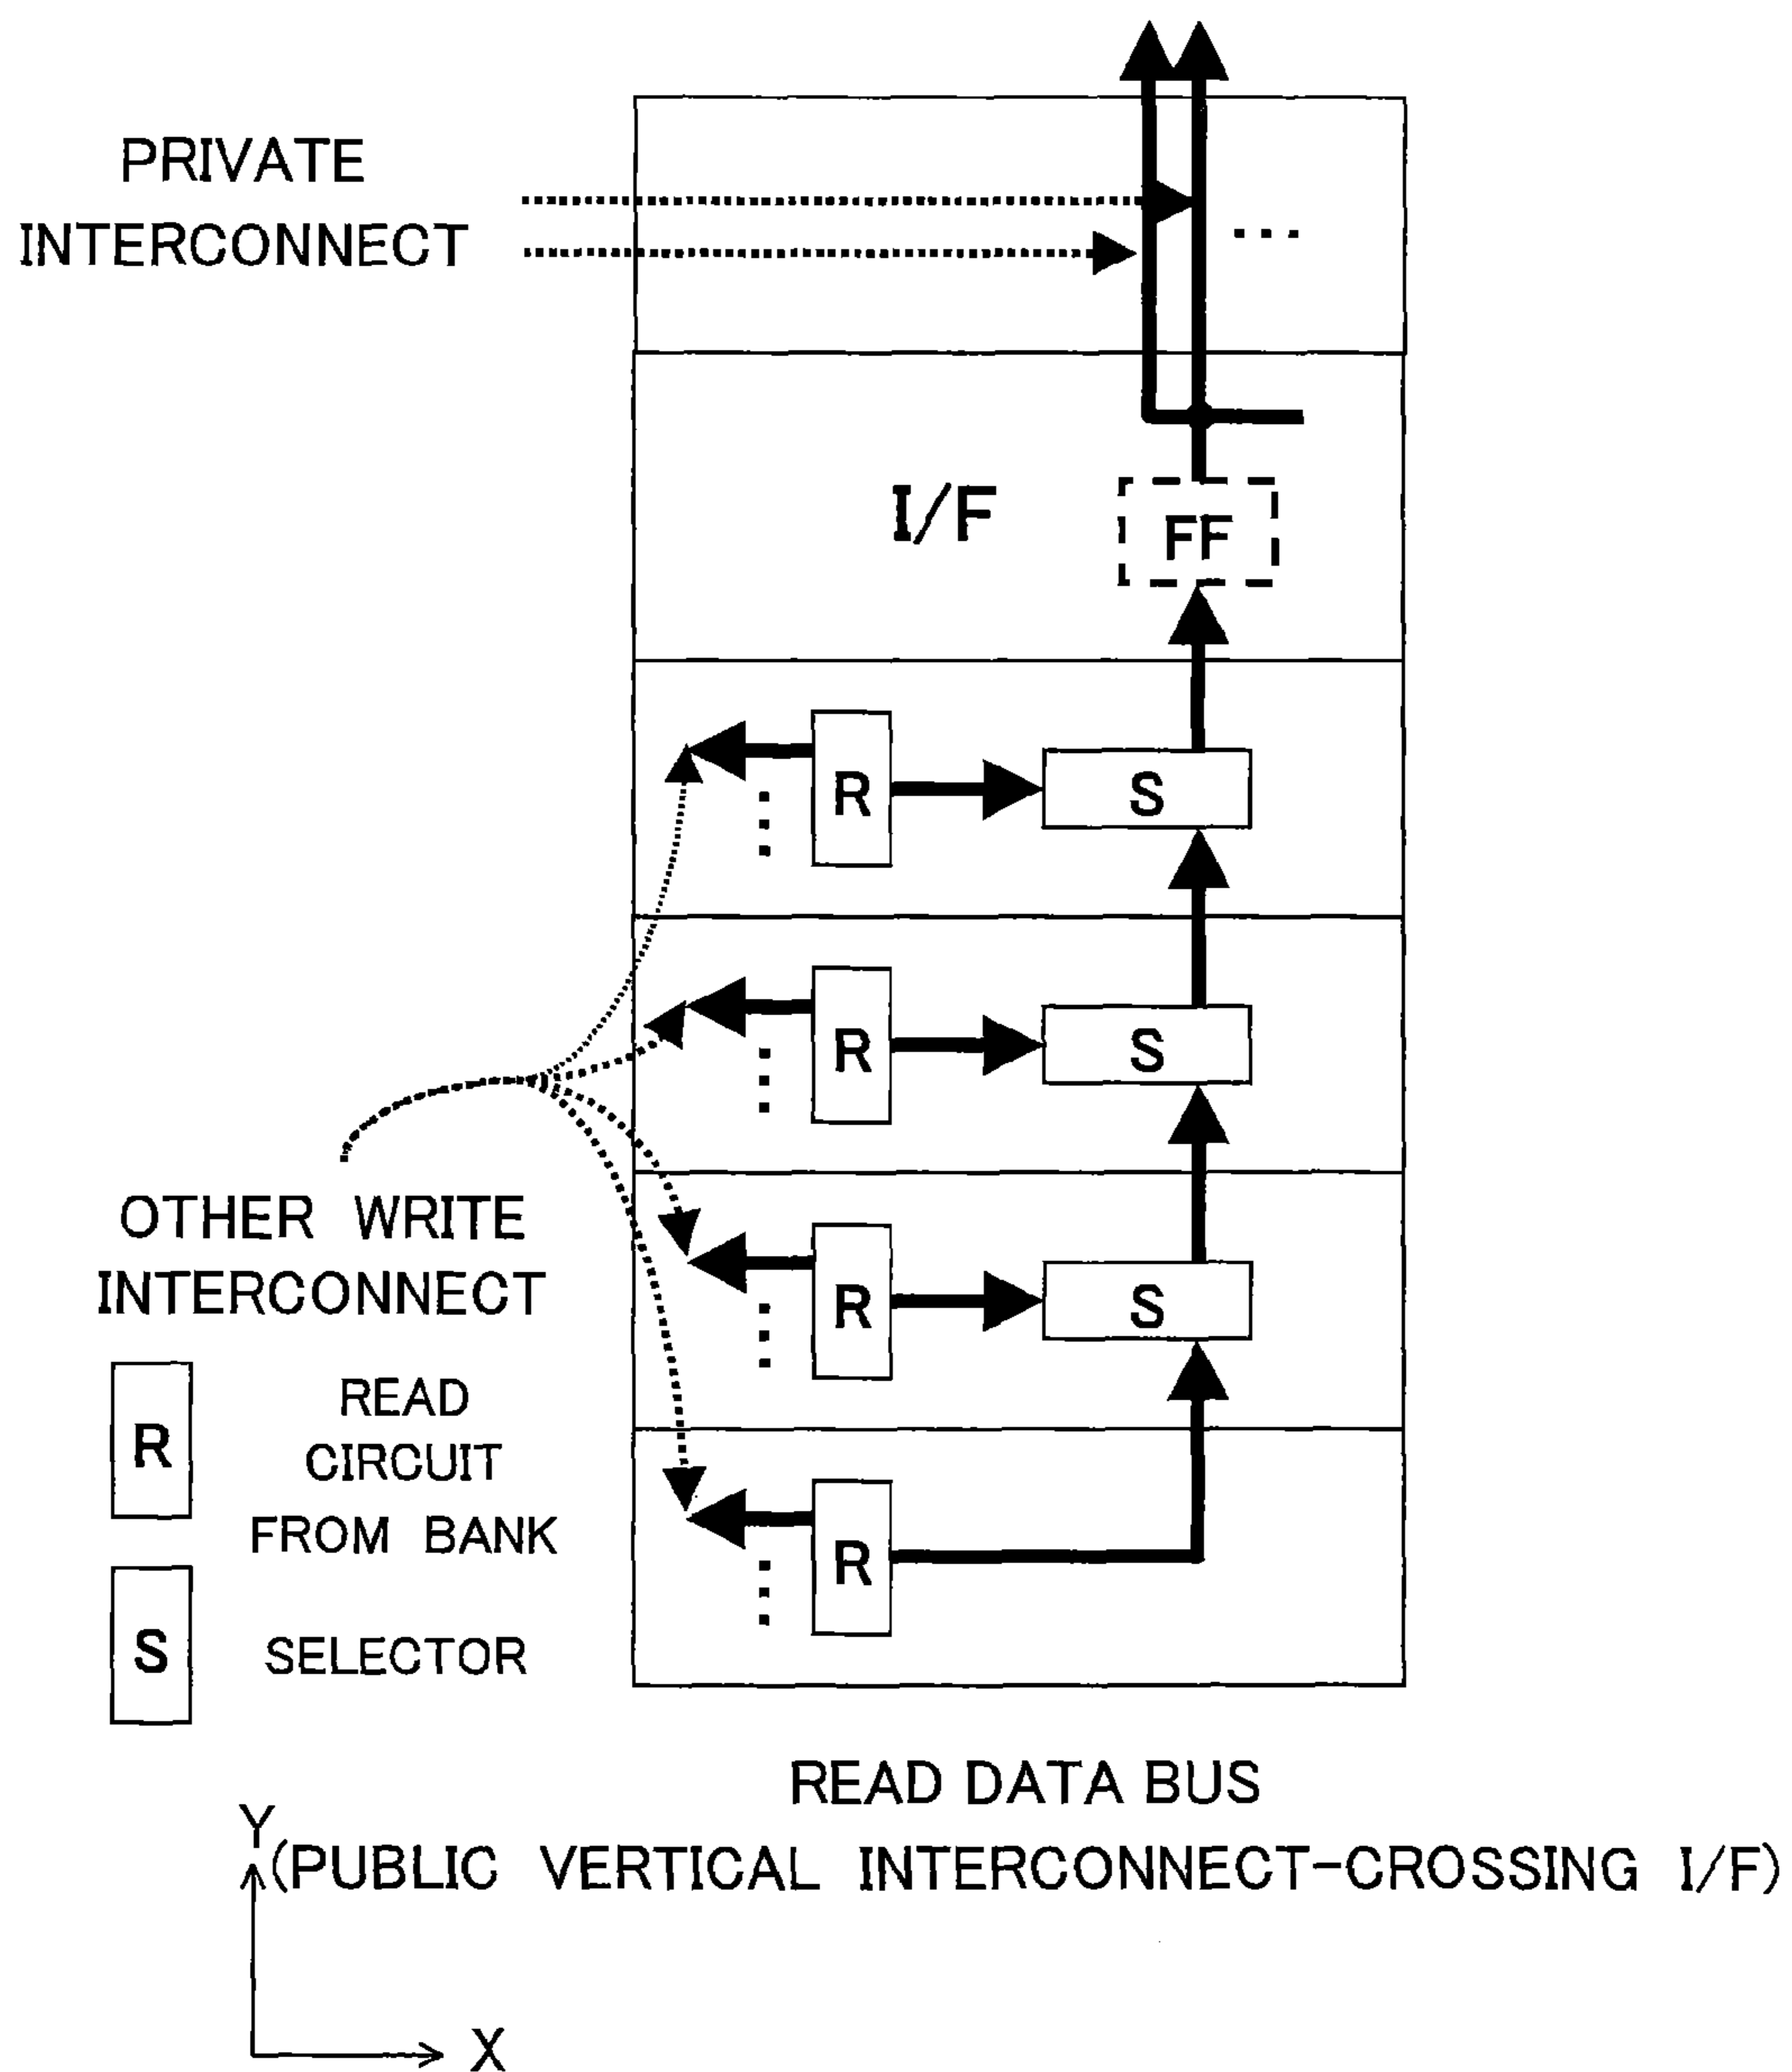 PRIVATE
INTERCONNECT
...
I/F
FF
R
S
R
S
OTHER WRITE
INTERCONNECT
R
S
R
READ
CIRCUIT
FROM BANK
R
S
SELECTOR
READ DATA BUS
(PUBLIC VERTICAL INTERCONNECT-CROSSING I/F)
Y
X